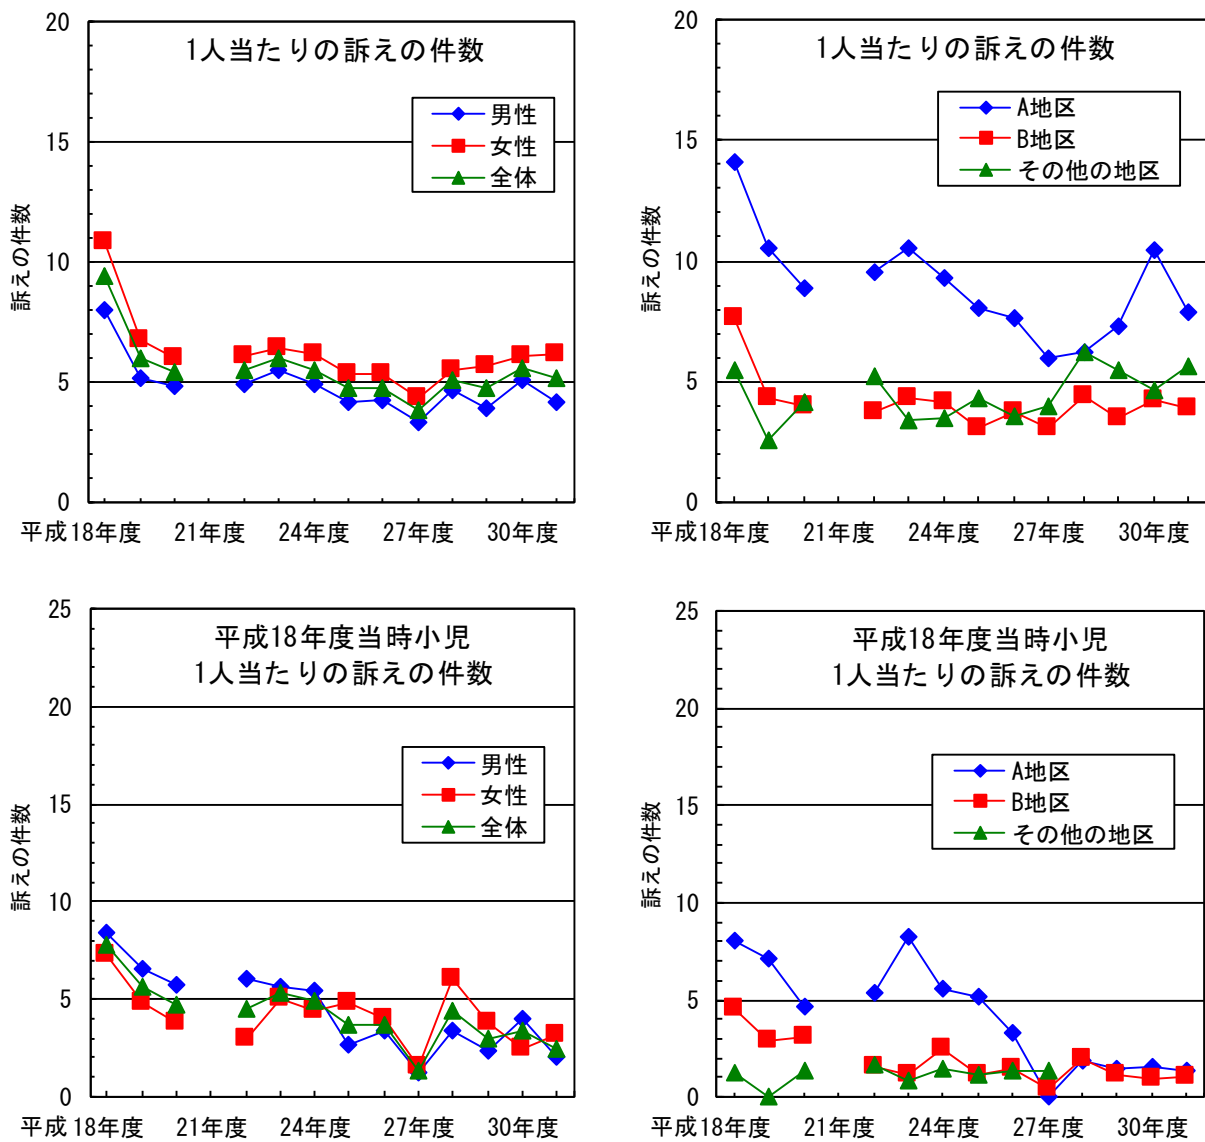 1人当たりの訴えの件数
20
15
10
5
0
訴えの件数
男性
女性
全体
平成18年度 21年度 24年度 27年度 30年度
1人当たりの訴えの件数
20
15
10
5
0
訴えの件数
A地区
B地区
その他の地区
平成18年度 21年度 24年度 27年度 30年度
平成18年度当時小児
1人当たりの訴えの件数
25
20
15
10
5
0
訴えの件数
男性
女性
全体
平成18年度 21年度 24年度 27年度 30年度
平成18年度当時小児
1人当たりの訴えの件数
25
20
15
10
5
0
訴えの件数
A地区
B地区
その他の地区
平成18年度 21年度 24年度 27年度 30年度